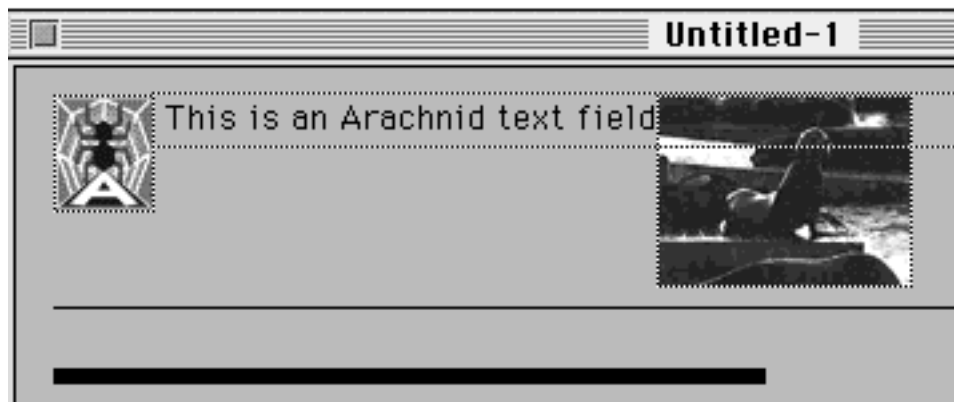 Untitled-1
This is an Arachnid text field
A